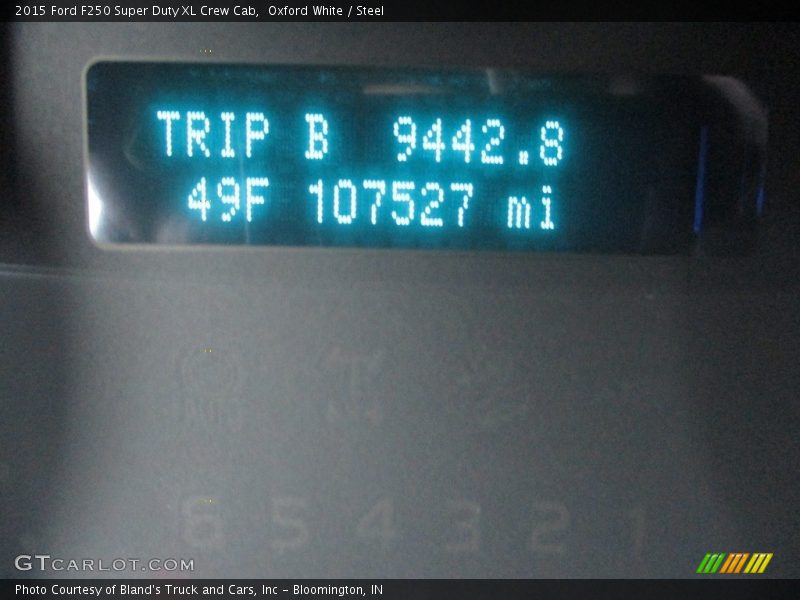 2015 Ford F250 Super Duty XL Crew Cab,  Oxford White / Steel
TRIP B 9442.8
49F 107527 mi
6 5 4 3 2 1
GTCARLOT.COM
Photo Courtesy of Bland's Truck and Cars, Inc – Bloomington, IN